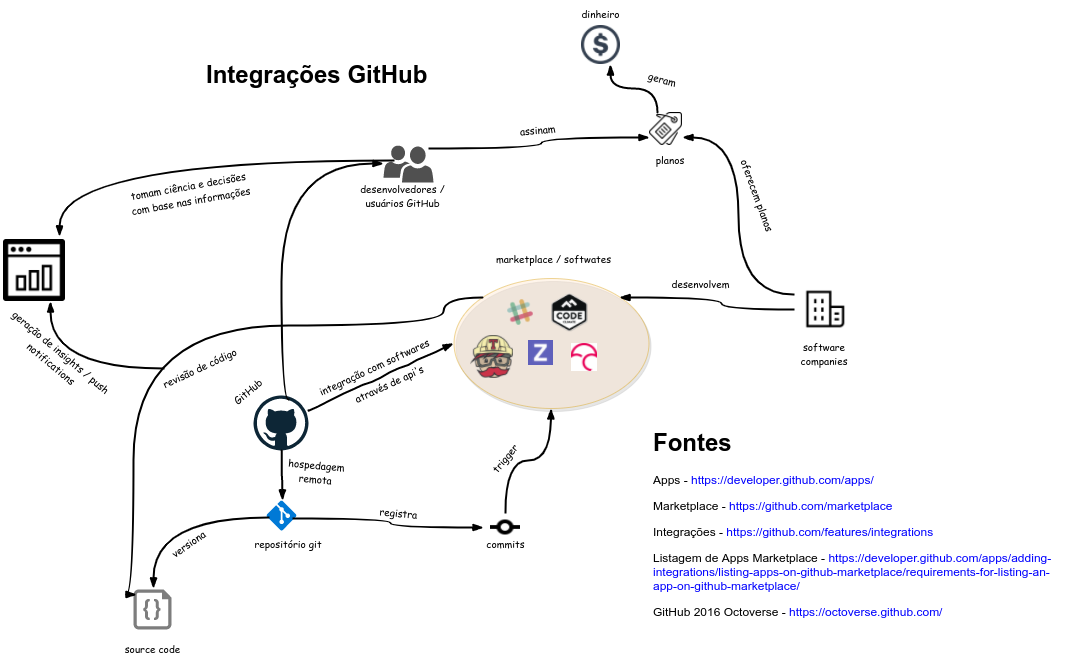 dinheiro
Integrações GitHub
geram
assinam
planos
desenvolvedores /
usuários GitHub
tomam ciência e decisões
com base nas informações
oferecem planos
marketplace / softwates
desenvolvem
CODE
T
Z
software
companies
geração de insights / push
notifications
revisão de código
integração com softwares
através de api's
GitHub
hospedagem
remota
trigger
registra
versiona
repositório git
commits
{ }
source code
Fontes
Apps - https://developer.github.com/apps/
Marketplace - https://github.com/marketplace
Integrações - https://github.com/features/integrations
Listagem de Apps Marketplace - https://developer.github.com/apps/adding-
integrations/listing-apps-on-github-marketplace/requirements-for-listing-an-
app-on-github-marketplace/
GitHub 2016 Octoverse - https://octoverse.github.com/